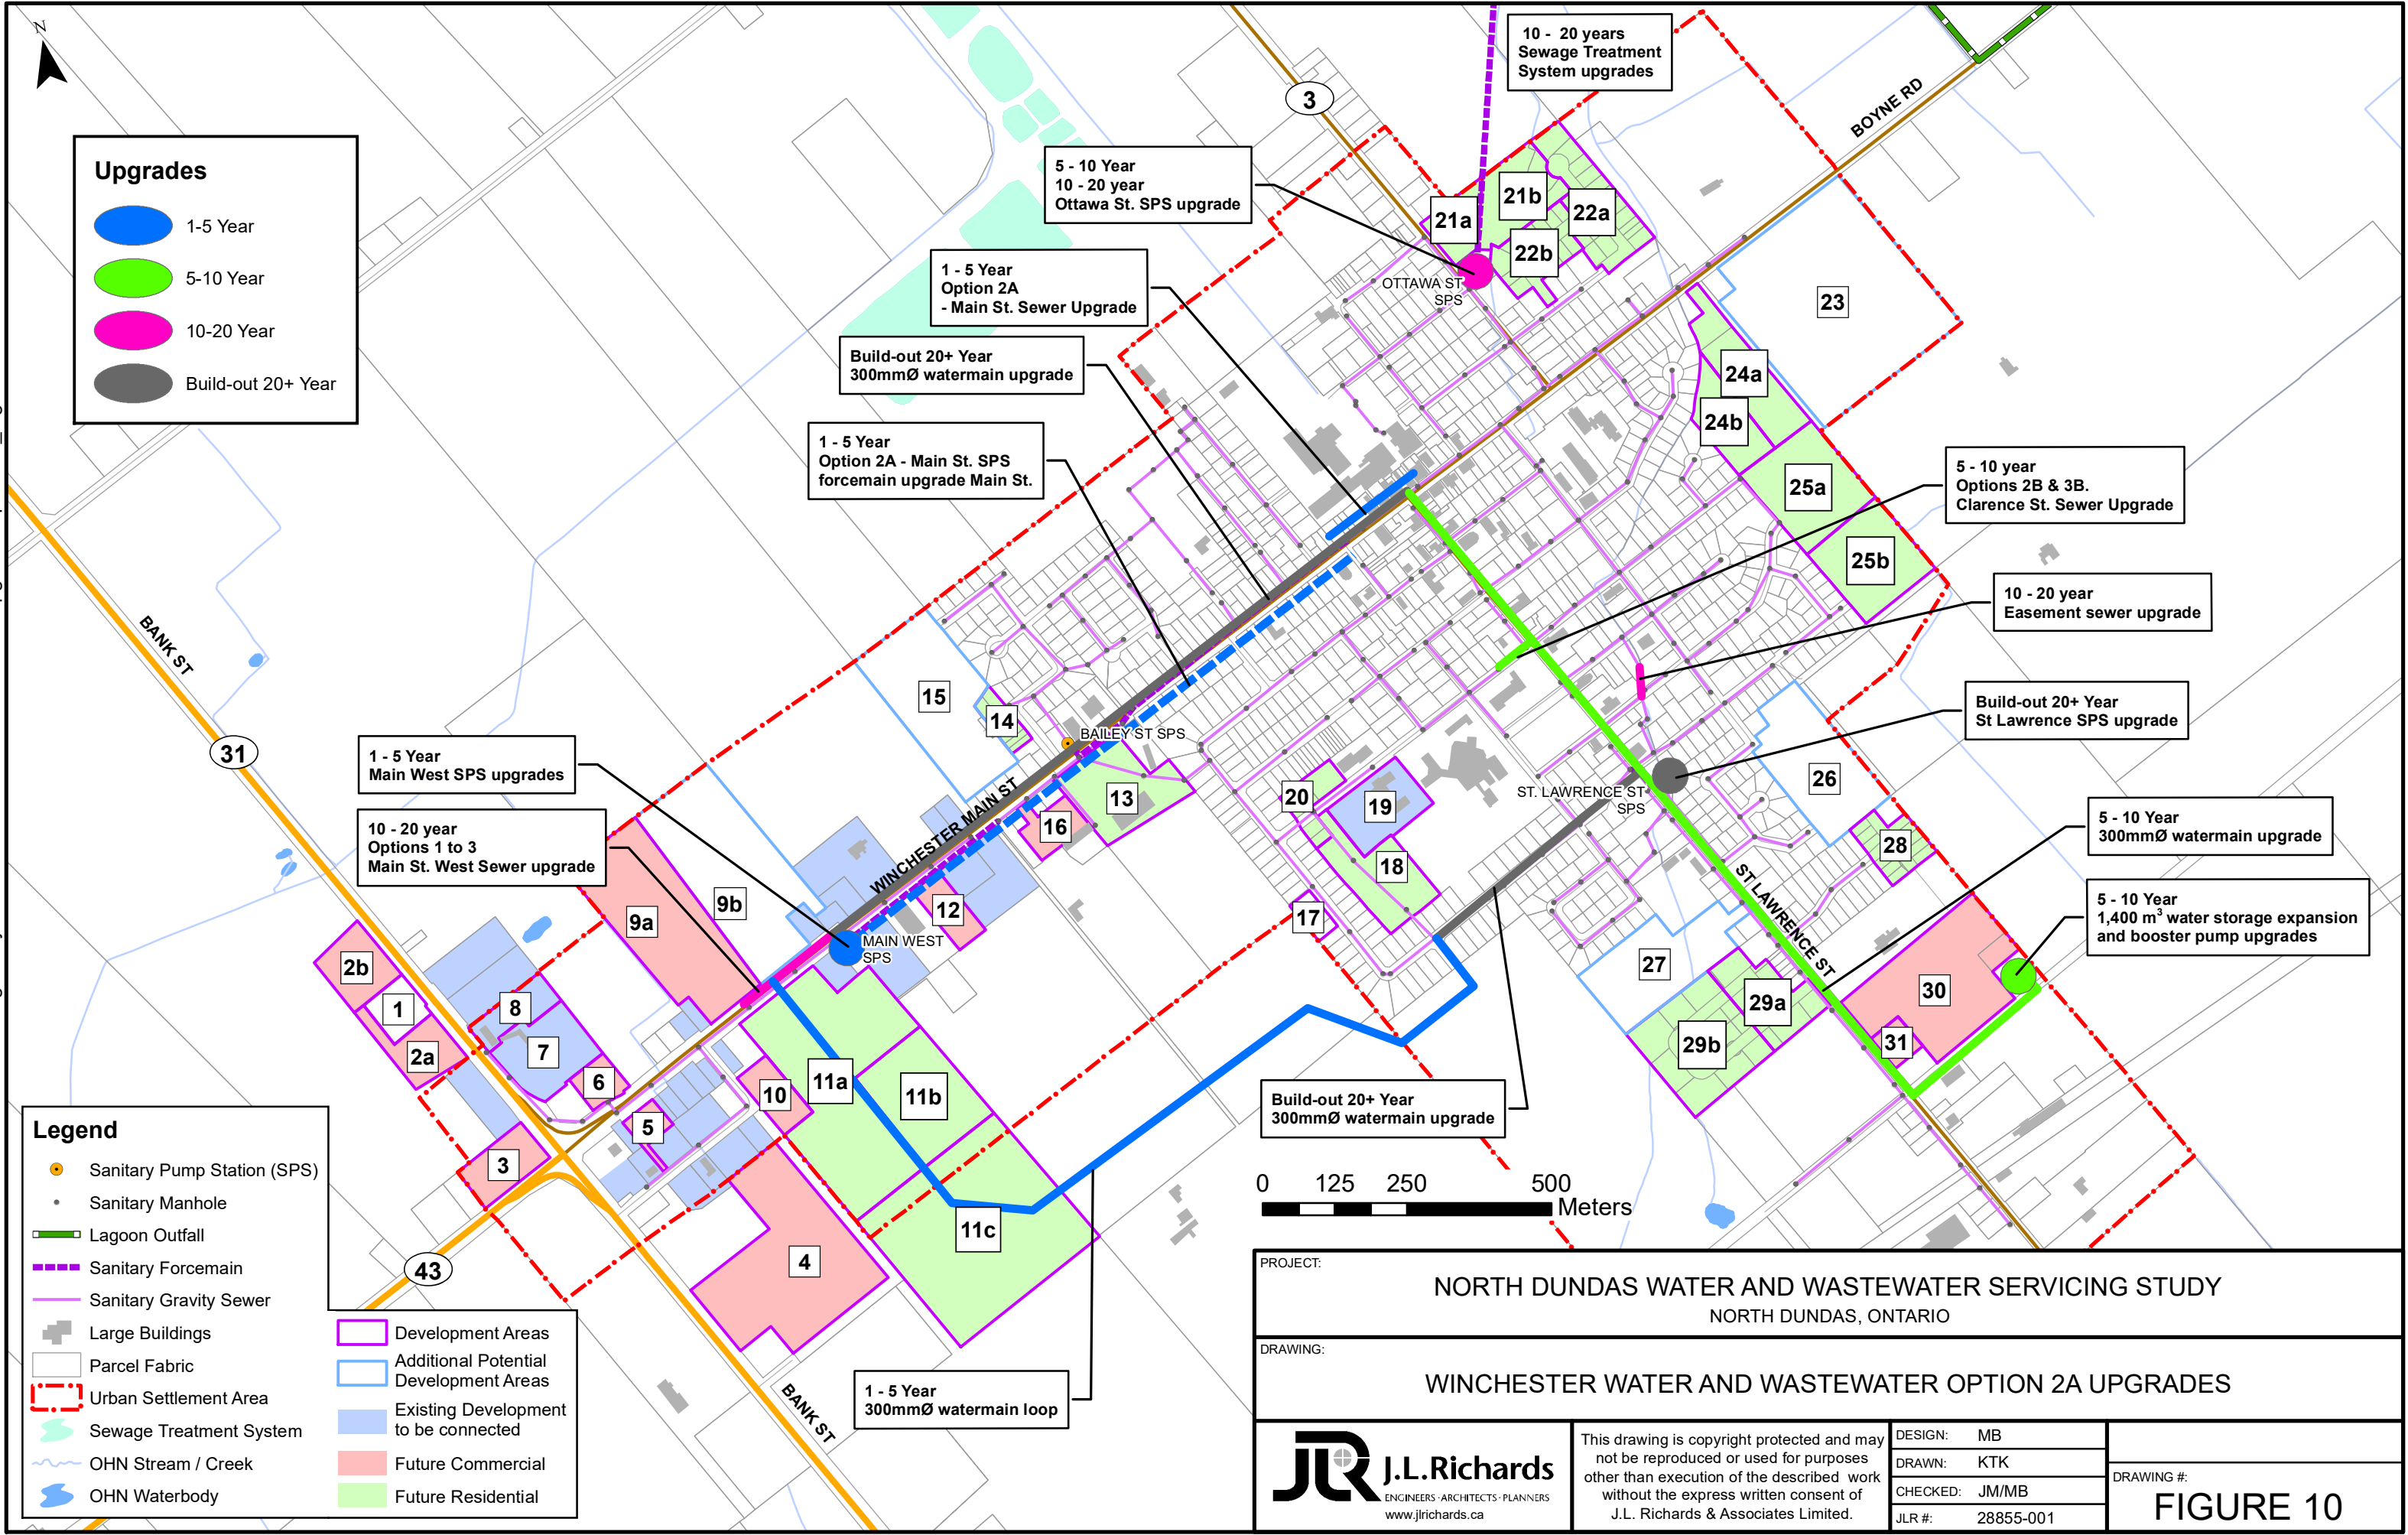 N
10 - 20 years
Sewage Treatment
System upgrades
3
BOYNE RD
Upgrades
1-5 Year
5-10 Year
10-20 Year
Build-out 20+ Year
5 - 10 Year
10 - 20 year
Ottawa St. SPS upgrade
21a
21b
22a
22b
OTTAWA ST
SPS
23
1 - 5 Year
Option 2A
- Main St. Sewer Upgrade
Build-out 20+ Year
300mmØ watermain upgrade
24a
24b
1 - 5 Year
Option 2A - Main St. SPS
forcemain upgrade Main St.
25a
25b
5 - 10 year
Options 2B & 3B.
Clarence St. Sewer Upgrade
10 - 20 year
Easement sewer upgrade
BANK ST
31
15
14
BAILEY ST SPS
Build-out 20+ Year
St Lawrence SPS upgrade
1 - 5 Year
Main West SPS upgrades
10 - 20 year
Options 1 to 3
Main St. West Sewer upgrade
WINCHESTER MAIN ST
13
16
20
19
18
17
ST. LAWRENCE ST
SPS
26
28
5 - 10 Year
300mmØ watermain upgrade
5 - 10 Year
1,400 m³ water storage expansion
and booster pump upgrades
9a
9b
12
MAIN WEST
SPS
ST LAWRENCE ST
27
29a
29b
30
31
2b
1
2a
8
7
6
5
3
10
11a
11b
11c
4
43
BANK ST
Build-out 20+ Year
300mmØ watermain upgrade
1 - 5 Year
300mmØ watermain loop
0 125 250 500
Meters
Legend
Sanitary Pump Station (SPS)
Sanitary Manhole
Lagoon Outfall
Sanitary Forcemain
Sanitary Gravity Sewer
Large Buildings
Parcel Fabric
Urban Settlement Area
Sewage Treatment System
OHN Stream / Creek
OHN Waterbody
Development Areas
Additional Potential
Development Areas
Existing Development
to be connected
Future Commercial
Future Residential
PROJECT:
NORTH DUNDAS WATER AND WASTEWATER SERVICING STUDY
NORTH DUNDAS, ONTARIO
DRAWING:
WINCHESTER WATER AND WASTEWATER OPTION 2A UPGRADES
JLR J.L.Richards
ENGINEERS · ARCHITECTS · PLANNERS
www.jlrichards.ca
This drawing is copyright protected and may
not be reproduced or used for purposes
other than execution of the described work
without the express written consent of
J.L. Richards & Associates Limited.
DESIGN: MB
DRAWN: KTK
CHECKED: JM/MB
JLR #: 28855-001
DRAWING #:
FIGURE 10